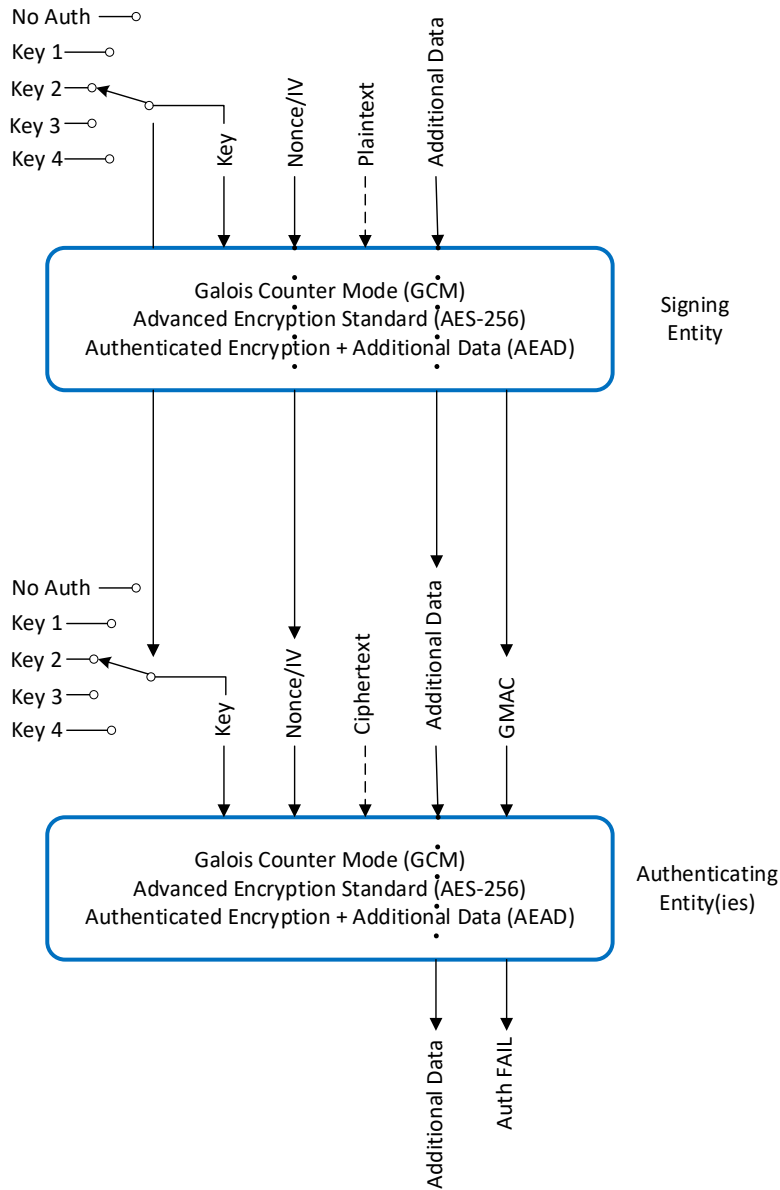 No Auth
Key 1
Key 2
Key 3
Key 4
Key
Nonce/IV
Plaintext
Additional Data
Galois Counter Mode (GCM)
Advanced Encryption Standard (AES-256)
Authenticated Encryption + Additional Data (AEAD)
Signing
Entity
No Auth
Key 1
Key 2
Key 3
Key 4
Key
Nonce/IV
Ciphertext
Additional Data
GMAC
Galois Counter Mode (GCM)
Advanced Encryption Standard (AES-256)
Authenticated Encryption + Additional Data (AEAD)
Authenticating
Entity(ies)
Additional Data
Auth FAIL